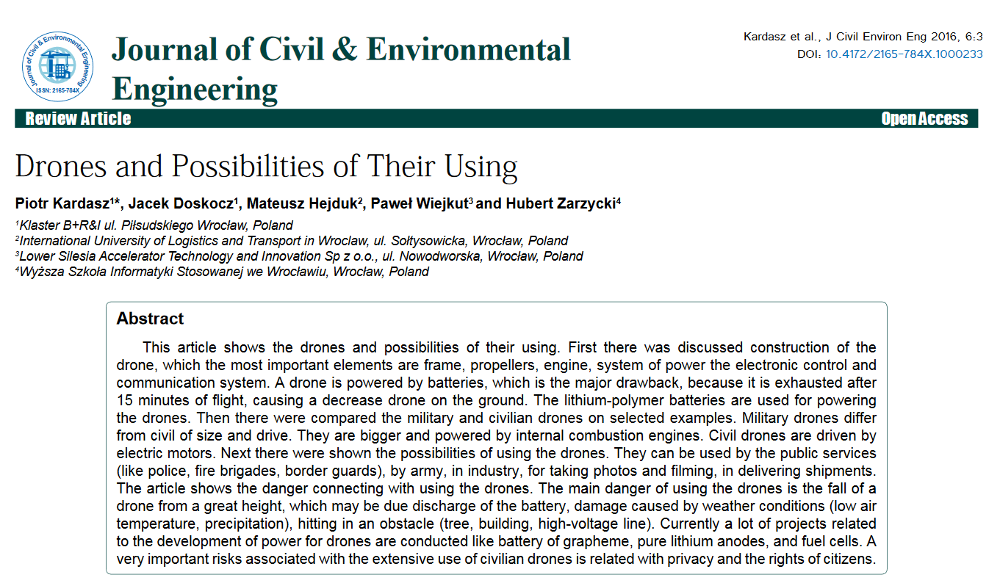 Journal of Civil & Environmental Engineering
ISSN: 2165-784X
Journal of Civil & Environmental
Engineering
Kardasz et al., J Civil Environ Eng 2016, 6:3
DOI: 10.4172/2165-784X.1000233
Review Article
Open Access
Drones and Possibilities of Their Using
Piotr Kardasz¹*, Jacek Doskocz¹, Mateusz Hejduk², Paweł Wiejkut³ and Hubert Zarzycki⁴
¹Klaster B+R&I ul. Piłsudskiego Wrocław, Poland
²International University of Logistics and Transport in Wroclaw, ul. Sołtysowicka, Wrocław, Poland
³Lower Silesia Accelerator Technology and Innovation Sp z o.o., ul. Nowodworska, Wrocław, Poland
⁴Wyższa Szkoła Informatyki Stosowanej we Wrocławiu, Wrocław, Poland
Abstract
This article shows the drones and possibilities of their using. First there was discussed construction of the
drone, which the most important elements are frame, propellers, engine, system of power the electronic control and
communication system. A drone is powered by batteries, which is the major drawback, because it is exhausted after
15 minutes of flight, causing a decrease drone on the ground. The lithium-polymer batteries are used for powering
the drones. Then there were compared the military and civilian drones on selected examples. Military drones differ
from civil of size and drive. They are bigger and powered by internal combustion engines. Civil drones are driven by
electric motors. Next there were shown the possibilities of using the drones. They can be used by the public services
(like police, fire brigades, border guards), by army, in industry, for taking photos and filming, in delivering shipments.
The article shows the danger connecting with using the drones. The main danger of using the drones is the fall of a
drone from a great height, which may be due discharge of the battery, damage caused by weather conditions (low air
temperature, precipitation), hitting in an obstacle (tree, building, high-voltage line). Currently a lot of projects related
to the development of power for drones are conducted like battery of grapheme, pure lithium anodes, and fuel cells. A
very important risks associated with the extensive use of civilian drones is related with privacy and the rights of citizens.